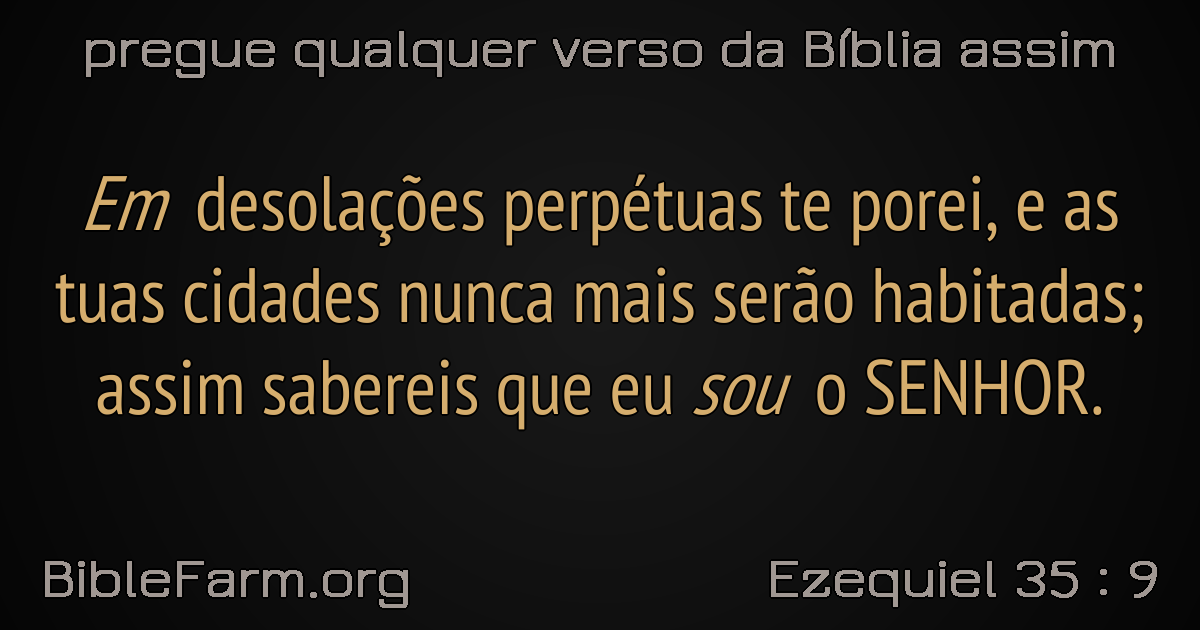 pregue qualquer verso da Bíblia assim
Em desolações perpétuas te porei, e as
tuas cidades nunca mais serão habitadas;
assim sabereis que eu sou o SENHOR.
BibleFarm.org
Ezequiel 35 : 9